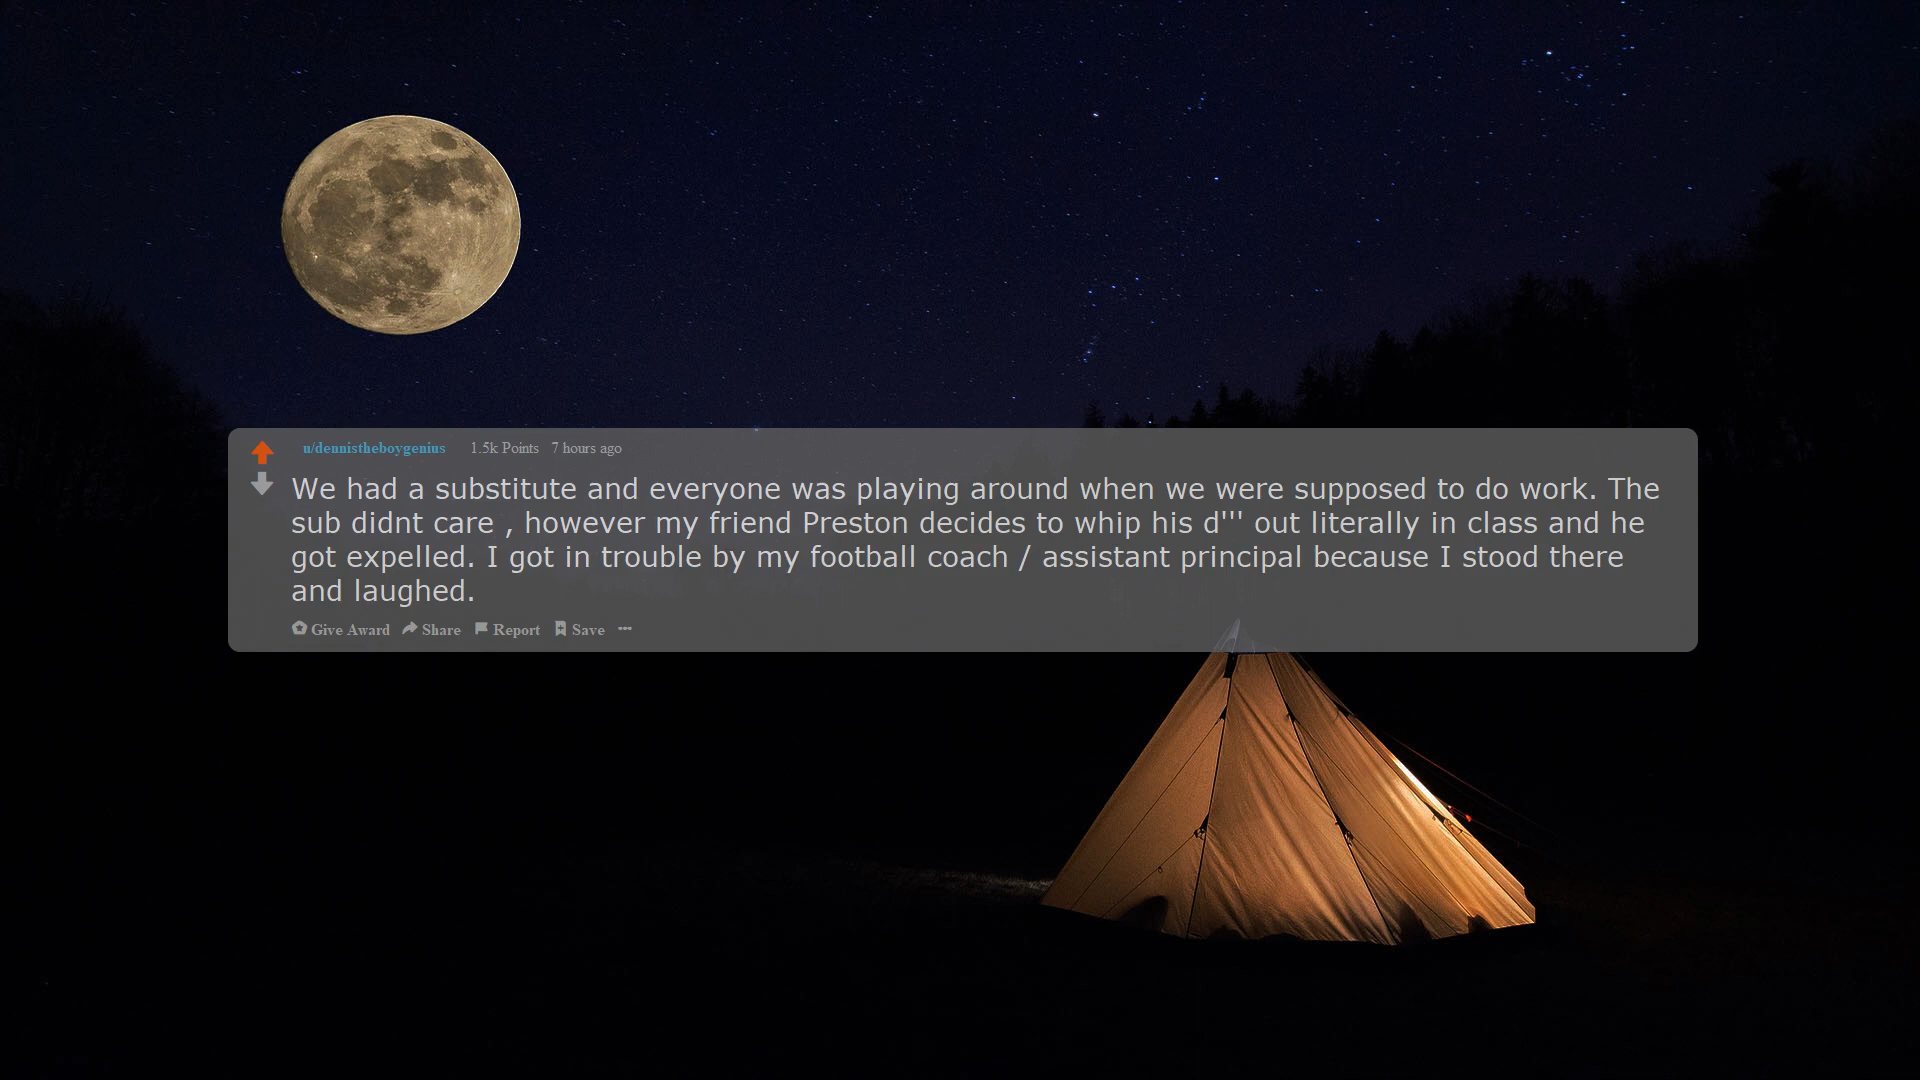 u/dennistheboygenius 1.5k Points 7 hours ago
We had a substitute and everyone was playing around when we were supposed to do work. The
sub didnt care , however my friend Preston decides to whip his d''' out literally in class and he
got expelled. I got in trouble by my football coach / assistant principal because I stood there
and laughed.
Give Award Share Report Save ···